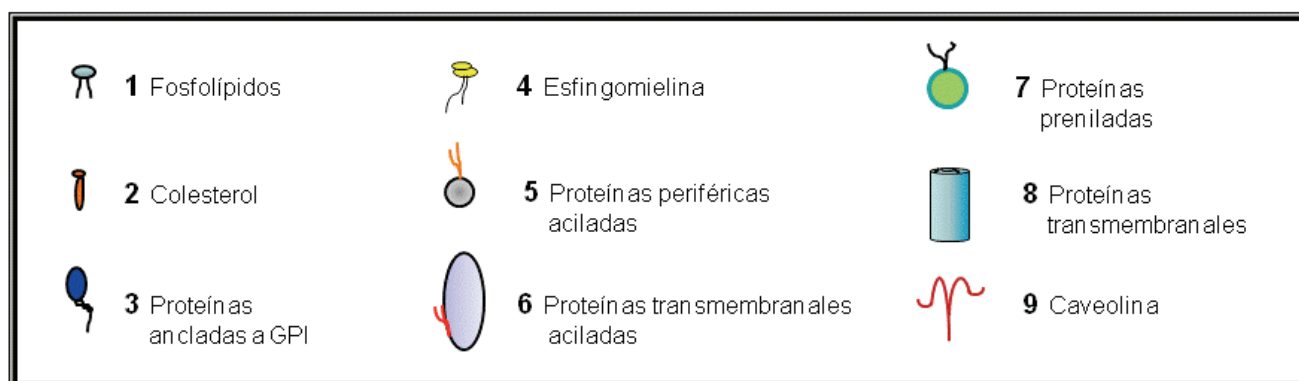 1 Fosfolípidos
2 Colesterol
3 Proteínas
ancladas a GPI
4 Esfingomielina
5 Proteínas periféricas
aciladas
6 Proteínas transmembranales
aciladas
7 Proteínas
preniladas
8 Proteínas
transmembranales
9 Caveolina